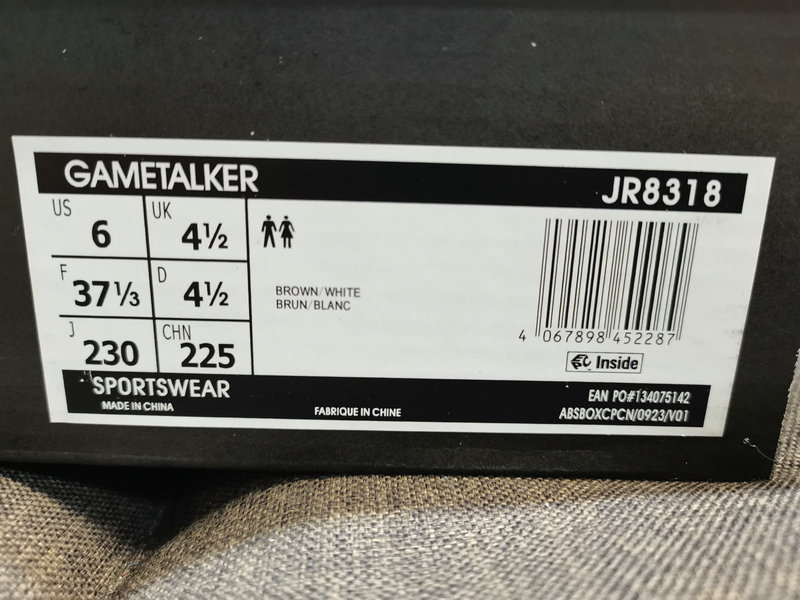 GAMETALKER JR8318
US 6 UK 4½
F 37⅓ D 4½
J 230 CHN 225
BROWN/WHITE
BRUN/BLANC
4 067898 452287
Inside
SPORTSWEAR
MADE IN CHINA
FABRIQUE IN CHINE
EAN PO#134075142
ABSBOXCPCN/0923/V01